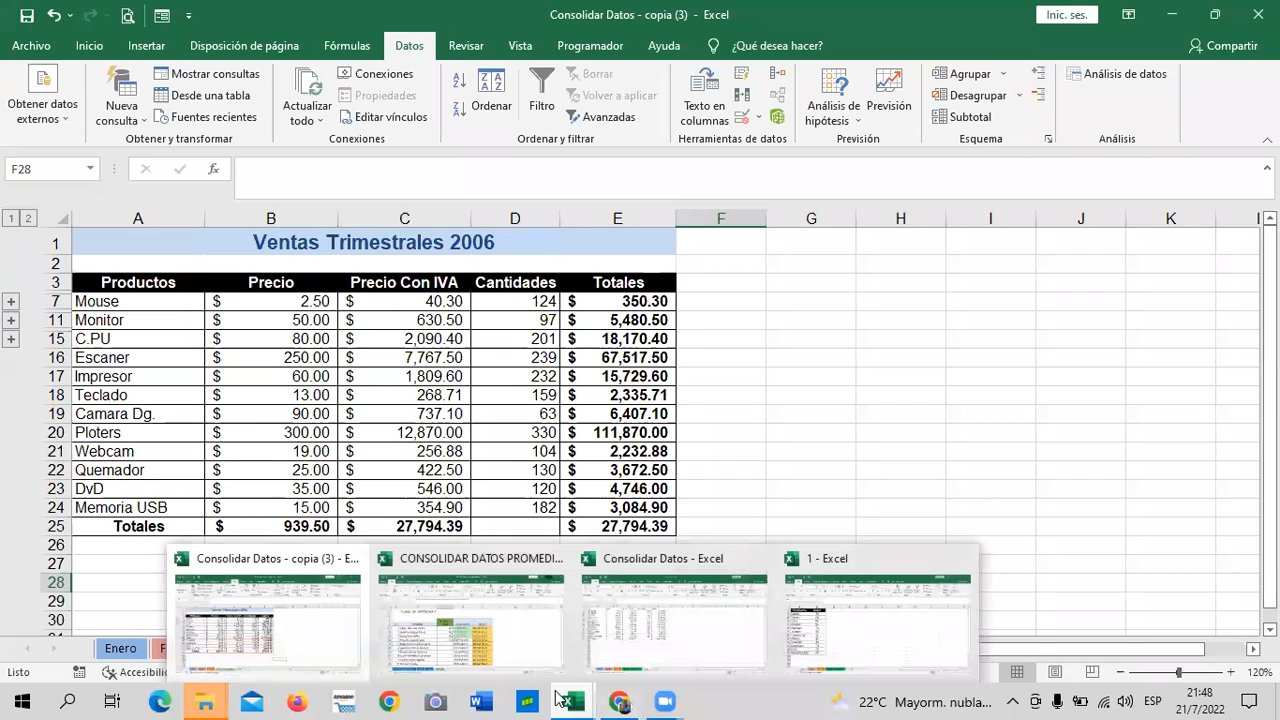 Consolidar Datos - copia (3) - Excel
Inic. ses.
Archivo Inicio Insertar Disposición de página Fórmulas Datos Revisar Vista Programador Ayuda ¿Qué desea hacer? Compartir
Obtener datos externos
Nueva consulta
Mostrar consultas
Desde una tabla
Fuentes recientes
Obtener y transformar
Actualizar todo
Conexiones
Propiedades
Editar vínculos
Conexiones
Ordenar
Filtro
Borrar
Volver a aplicar
Avanzadas
Ordenar y filtrar
Texto en columnas
Herramientas de datos
Análisis de hipótesis
Previsión
Previsión
Agrupar
Desagrupar
Subtotal
Esquema
Análisis de datos
Análisis
F28 fx
1 2 A B C D E F G H I J K
1 Ventas Trimestrales 2006
2
3 Productos Precio Precio Con IVA Cantidades Totales
7 Mouse $ 2.50 $ 40.30 124 $ 350.30
11 Monitor $ 50.00 $ 630.50 97 $ 5,480.50
15 C.PU $ 80.00 $ 2,090.40 201 $ 18,170.40
16 Escaner $ 250.00 $ 7,767.50 239 $ 67,517.50
17 Impresor $ 60.00 $ 1,809.60 232 $ 15,729.60
18 Teclado $ 13.00 $ 268.71 159 $ 2,335.71
19 Camara Dg. $ 90.00 $ 737.10 63 $ 6,407.10
20 Ploters $ 300.00 $ 12,870.00 330 $ 111,870.00
21 Webcam $ 19.00 $ 256.88 104 $ 2,232.88
22 Quemador $ 25.00 $ 422.50 130 $ 3,672.50
23 DvD $ 35.00 $ 546.00 120 $ 4,746.00
24 Memoria USB $ 15.00 $ 354.90 182 $ 3,084.90
25 Totales $ 939.50 $ 27,794.39 $ 27,794.39
26
27
28
29
30
Consolidar Datos - copia (3) - E...
CONSOLIDAR DATOS PROMEDI...
Consolidar Datos - Excel
1 - Excel
Enero
Listo
120%
22°C Mayorm. nubla...
ESP
21:48
21/7/2022